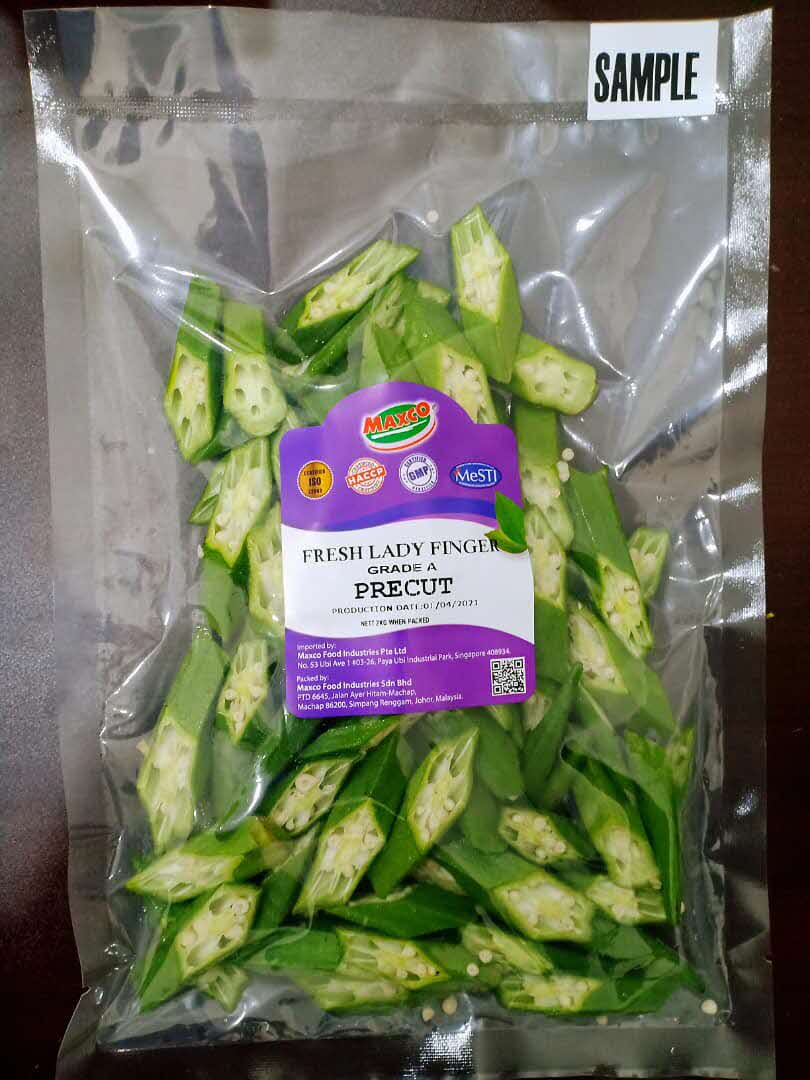 SAMPLE
MAXCO
CERTIFIED
ISO
HACCP
CERTIFIED
GMP
MeSTI
FRESH LADY FINGER
GRADE A
PRECUT
PRODUCTION DATE:01/04/2021
NETT 2KG WHEN PACKED
Imported by:
Maxco Food Industries Pte Ltd
No. 53 Ubi Ave 1 #03-26, Paya Ubi Industrial Park, Singapore 408934.
Packed by:
Maxco Food Industries Sdn Bhd
PTD 6645, Jalan Ayer Hitam-Machap,
Machap 86200, Simpang Renggam, Johor, Malaysia.